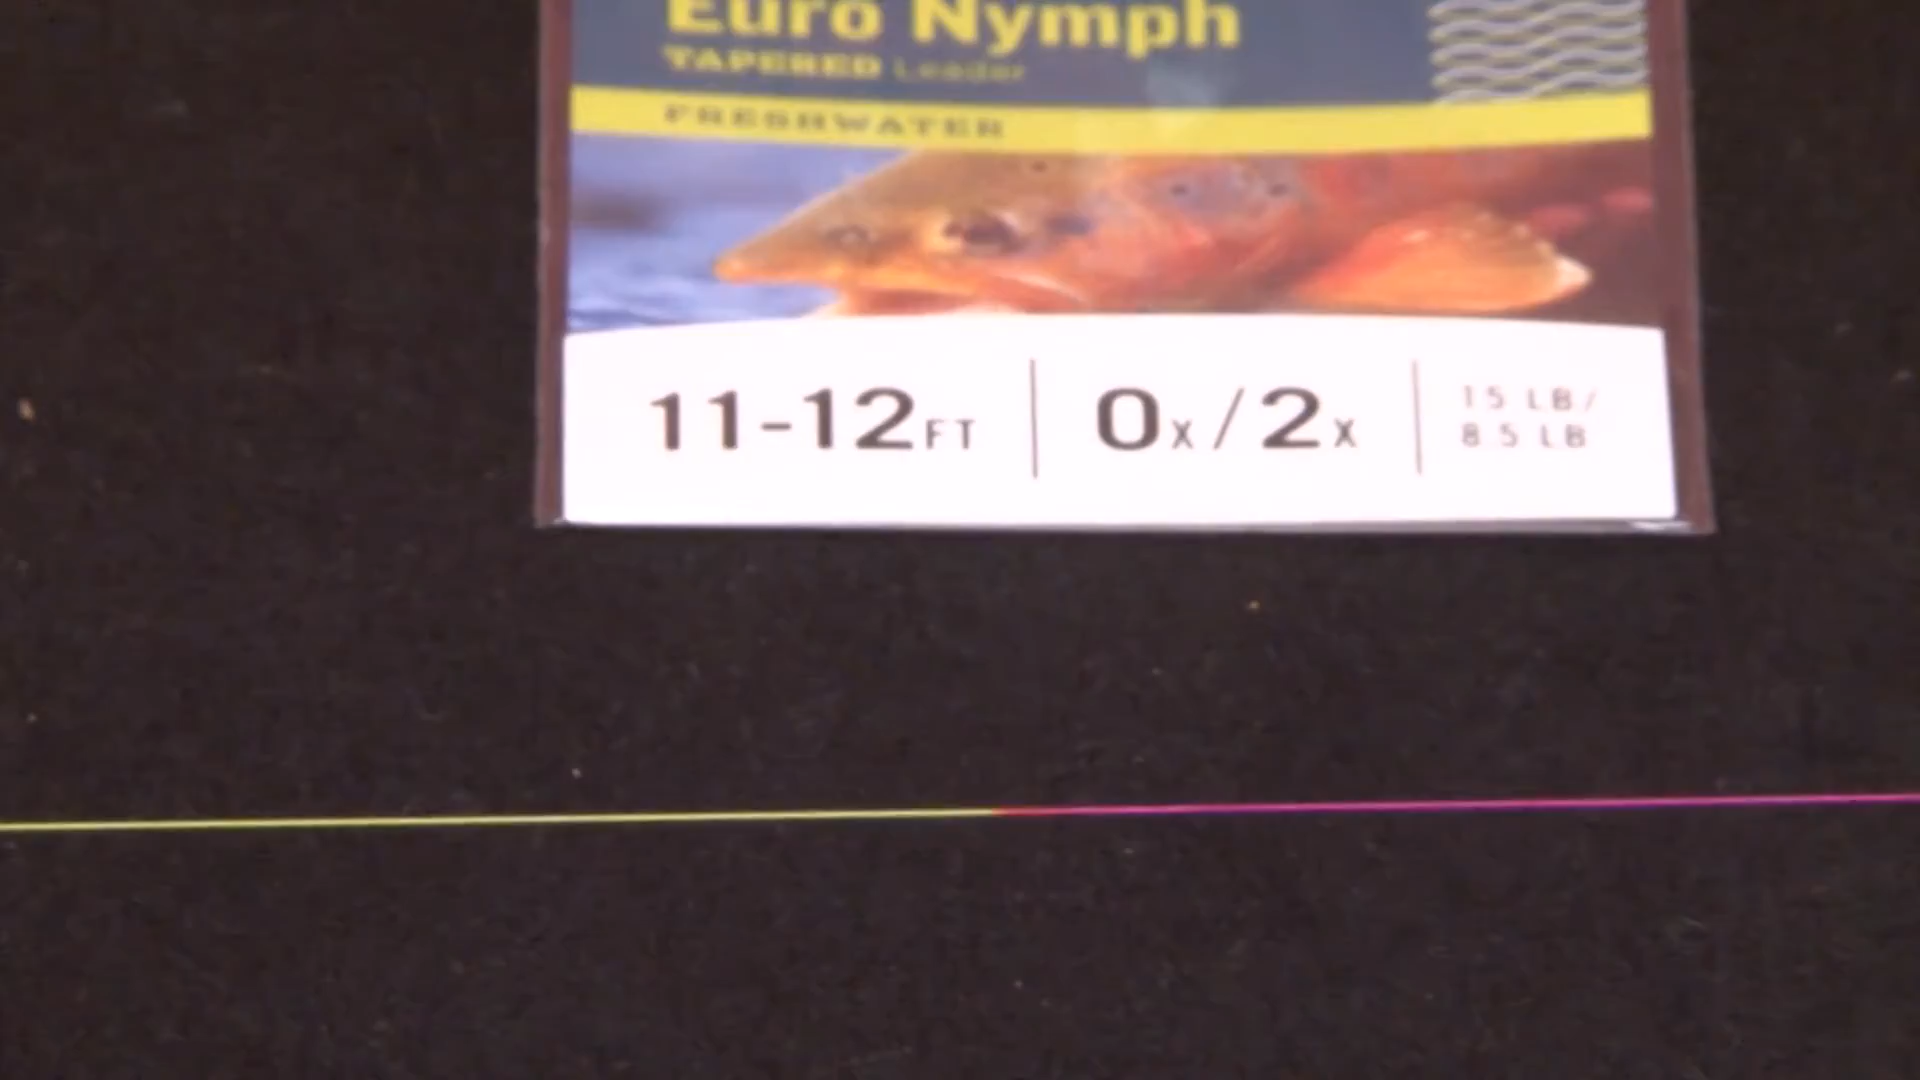 Euro Nymph
TAPERED Leader
FRESHWATER
11-12FT
0x/2x
15 LB/
8.5 LB